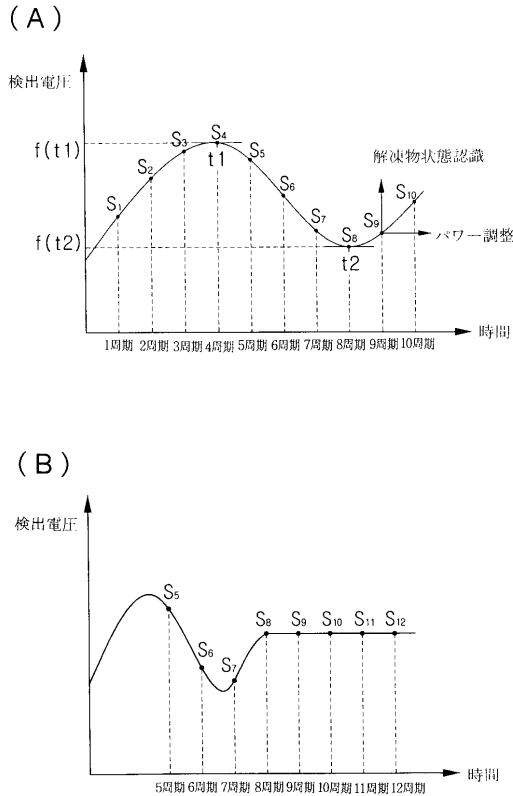 (A)
検出電圧
f(t1)
f(t2)
S1
S2
S3
S4
t1
S5
S6
S7
S8
t2
S9
S10
解凍物状態認識
パワー調整
時間
1周期 2周期 3周期 4周期 5周期 6周期 7周期 8周期 9周期 10周期
(B)
検出電圧
S5
S6
S7
S8 S9 S10 S11 S12
時間
5周期 6周期 7周期 8周期 9周期 10周期 11周期 12周期